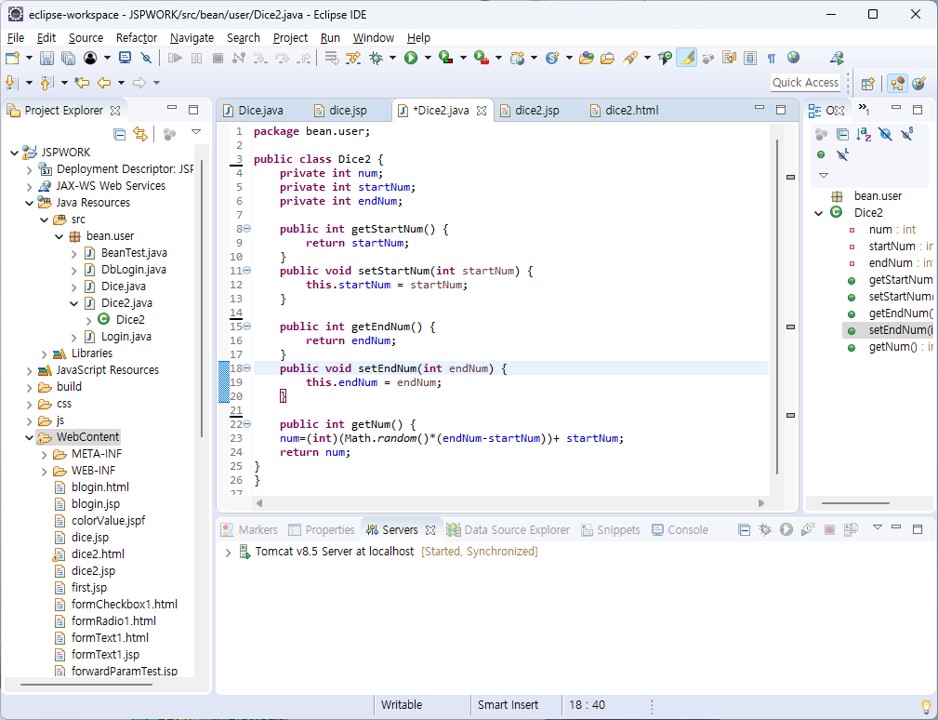 eclipse-workspace - JSPWORK/src/bean/user/Dice2.java - Eclipse IDE
File Edit Source Refactor Navigate Search Project Run Window Help
Quick Access
Project Explorer
JSPWORK
Deployment Descriptor: JSF
JAX-WS Web Services
Java Resources
src
bean.user
BeanTest.java
DbLogin.java
Dice.java
Dice2.java
Dice2
Login.java
Libraries
JavaScript Resources
build
css
js
WebContent
META-INF
WEB-INF
blogin.html
blogin.jsp
colorValue.jspf
dice.jsp
dice2.html
dice2.jsp
first.jsp
formCheckbox1.html
formRadio1.html
formText1.html
formText1.jsp
forwardParamTest.jsp
Dice.java dice.jsp *Dice2.java dice2.jsp dice2.html
1 package bean.user;
2
3 public class Dice2 {
4 private int num;
5 private int startNum;
6 private int endNum;
7
8 public int getStartNum() {
9 return startNum;
10 }
11 public void setStartNum(int startNum) {
12 this.startNum = startNum;
13 }
14
15 public int getEndNum() {
16 return endNum;
17 }
18 public void setEndNum(int endNum) {
19 this.endNum = endNum;
20 }
21
22 public int getNum() {
23 num=(int)(Math.random()*(endNum-startNum))+ startNum;
24 return num;
25 }
26 }
27
bean.user
Dice2
num : int
startNum : in
endNum : in
getStartNum
setStartNum(
getEndNum(
setEndNum(i
getNum() : in
Markers Properties Servers Data Source Explorer Snippets Console
Tomcat v8.5 Server at localhost [Started, Synchronized]
Writable Smart Insert 18 : 40